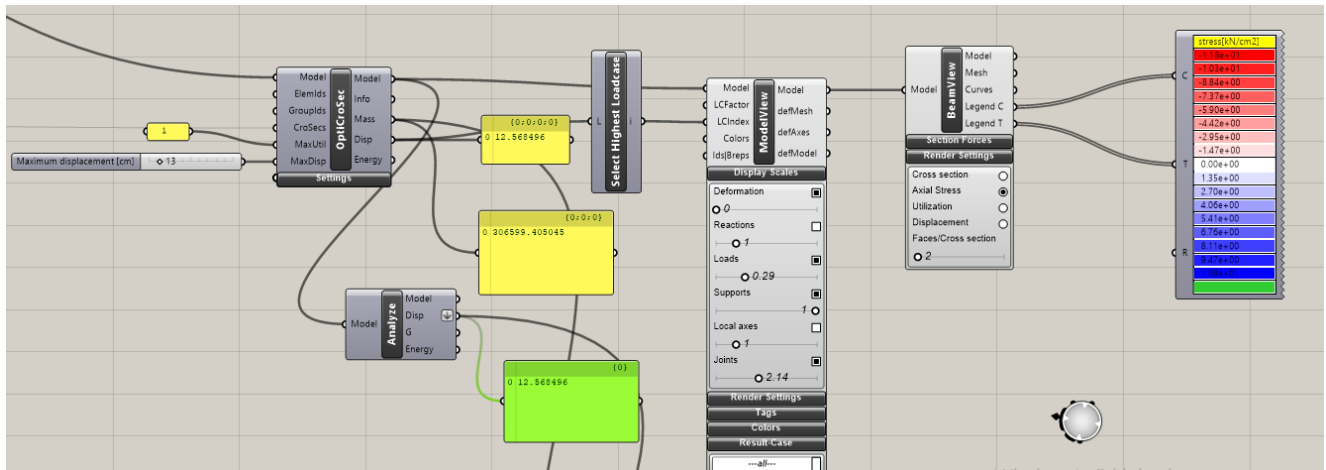 Model
ElemIds
GroupIds
CroSecs
MaxUtil
MaxDisp
OptiCroSec
Model
Info
Mass
Disp
Energy
Settings
1
Maximum displacement [cm]
13
{0;0;0;0}
0 12.568496
{0;0;0}
0 306599.405045
Model
Analyze
Model
Disp
G
Energy
{0}
0 12.568496
L
Select Highest Loadcase
i
Model
LCFactor
LCIndex
Colors
Ids|Breps
ModelView
Model
defMesh
defAxes
defModel
Display Scales
Deformation
0
Reactions
1
Loads
0.29
Supports
1
Local axes
1
Joints
2.14
Render Settings
Tags
Colors
Result-Case
---all---
Model
BeamView
Model
Mesh
Curves
Legend C
Legend T
Section Forces
Render Settings
Cross section
Axial Stress
Utilization
Displacement
Faces/Cross section
2
C
T
R
stress[kN/cm2]
-1.18e+01
-1.03e+01
-8.84e+00
-7.37e+00
-5.90e+00
-4.42e+00
-2.95e+00
-1.47e+00
0.00e+00
1.35e+00
2.70e+00
4.06e+00
5.41e+00
6.76e+00
8.11e+00
9.47e+00